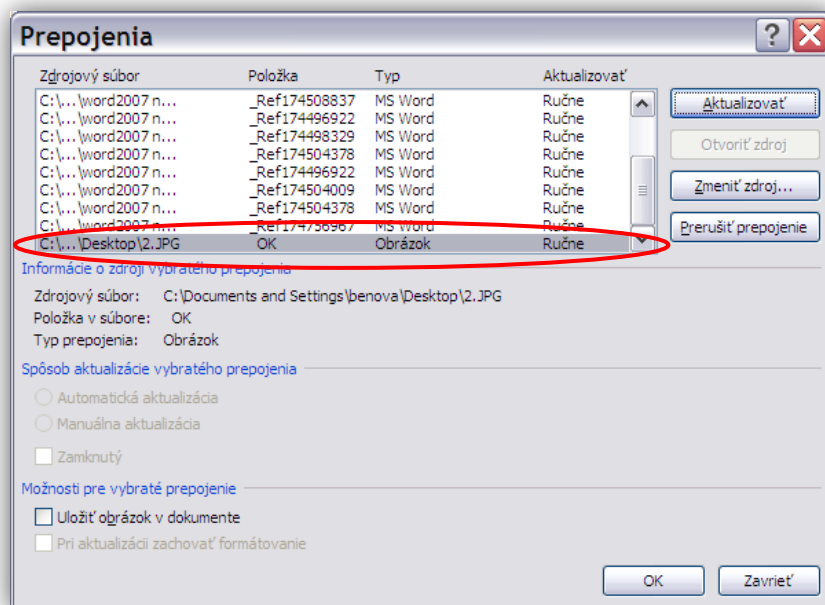 Prepojenia
Zdrojový súbor Položka Typ Aktualizovať
C:\...\word2007 n... _Ref174508837 MS Word Ručne
C:\...\word2007 n... _Ref174496922 MS Word Ručne
C:\...\word2007 n... _Ref174498329 MS Word Ručne
C:\...\word2007 n... _Ref174504378 MS Word Ručne
C:\...\word2007 n... _Ref174496922 MS Word Ručne
C:\...\word2007 n... _Ref174504009 MS Word Ručne
C:\...\word2007 n... _Ref174504378 MS Word Ručne
C:\...\word2007 n... _Ref174756967 MS Word Ručne
C:\...\Desktop\2.JPG OK Obrázok Ručne
Aktualizovať
Otvoriť zdroj
Zmeniť zdroj...
Prerušiť prepojenie
Informácie o zdroji vybratého prepojenia
Zdrojový súbor: C:\Documents and Settings\benova\Desktop\2.JPG
Položka v súbore: OK
Typ prepojenia: Obrázok
Spôsob aktualizácie vybratého prepojenia
Automatická aktualizácia
Manuálna aktualizácia
Zamknutý
Možnosti pre vybraté prepojenie
Uložiť obrázok v dokumente
Pri aktualizácii zachovať formátovanie
OK Zavrieť